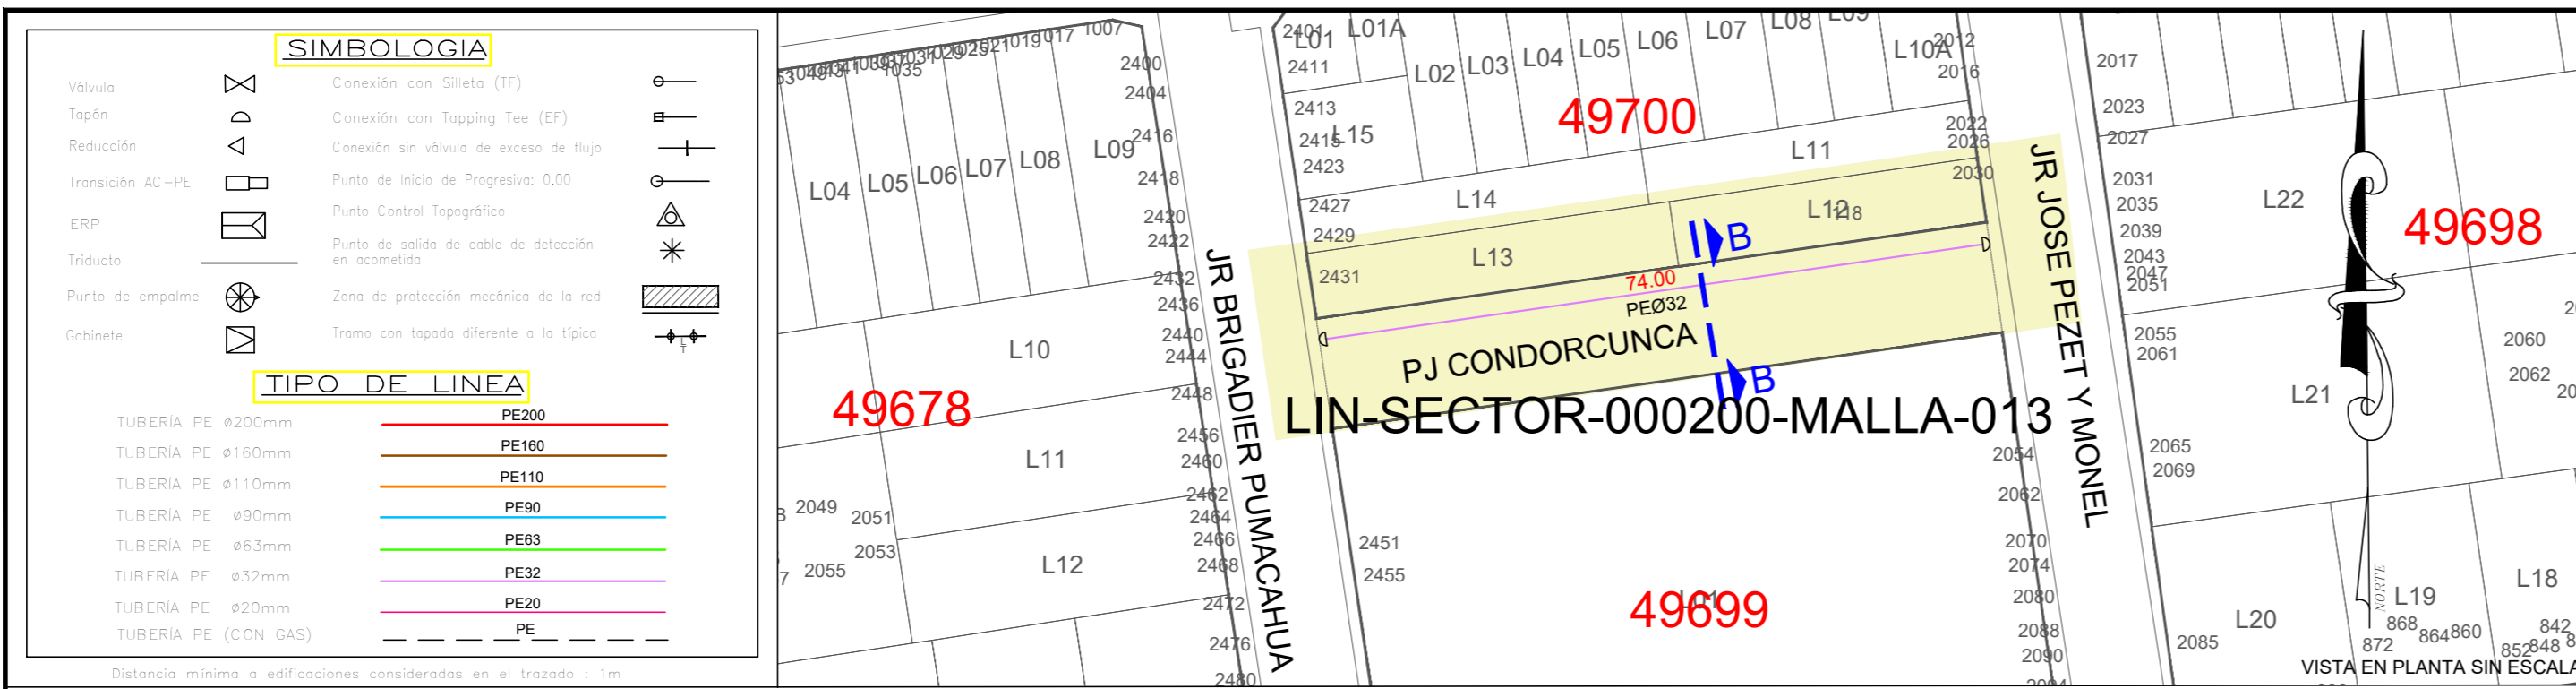 SIMBOLOGIA
Válvula
Tapón
Reducción
Transición AC-PE
ERP
Triducto
Punto de empalme
Gabinete
Conexión con Silleta (TF)
Conexión con Tapping Tee (EF)
Conexión sin válvula de exceso de flujo
Punto de Inicio de Progresiva: 0.00
Punto Control Topográfico
Punto de salida de cable de detección
en acometida
Zona de protección mecánica de la red
Tramo con tapada diferente a la típica
TIPO DE LINEA
TUBERÍA PE ø200mm PE200
TUBERÍA PE ø160mm PE160
TUBERÍA PE ø110mm PE110
TUBERÍA PE ø90mm PE90
TUBERÍA PE ø63mm PE63
TUBERÍA PE ø32mm PE32
TUBERÍA PE ø20mm PE20
TUBERÍA PE (CON GAS) PE
Distancia mínima a edificaciones consideradas en el trazado : 1m
1035
1029
1025
1021
1019
1017
1007
2400
2404
2416
2418
2420
2422
2432
2436
2440
2444
2448
2456
2460
2462
2464
2466
2468
2472
2476
2480
L04
L05
L06
L07
L08
L09
L10
L11
L12
49678
2049
2051
2053
2055
JR BRIGADIER PUMACAHUA
2401
L01
L01A
2411
2413
2415
L15
2423
2427
2429
2431
L02
L03
L04
L05
L06
L07
L08
L09
L10A
2012
2016
2022
2026
2030
49700
L11
L14
L12
118
L13
B
74.00
PEØ32
PJ CONDORCUNCA
B
LIN-SECTOR-000200-MALLA-013
2451
2455
L01
49699
2054
2062
2070
2074
2080
2088
2090
2094
JR JOSE PEZET Y MONEL
2017
2023
2027
2031
2035
2039
2043
2047
2051
2055
2061
2065
2069
2085
L22
49698
L21
L20
L19
L18
2060
2062
872
868
864
860
852
848
842
NORTE
VISTA EN PLANTA SIN ESCALA